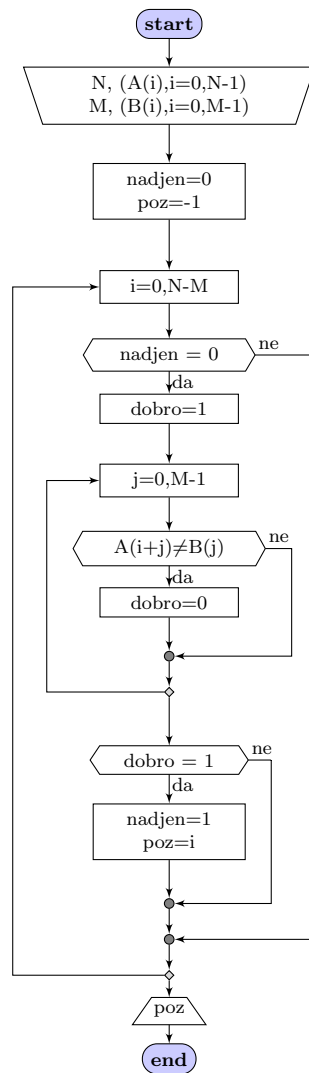 start
N, (A(i),i=0,N-1)
M, (B(i),i=0,M-1)
nadjen=0
poz=-1
i=0,N-M
nadjen = 0
ne
da
dobro=1
j=0,M-1
A(i+j)≠B(j)
ne
da
dobro=0
dobro = 1
ne
da
nadjen=1
poz=i
poz
end